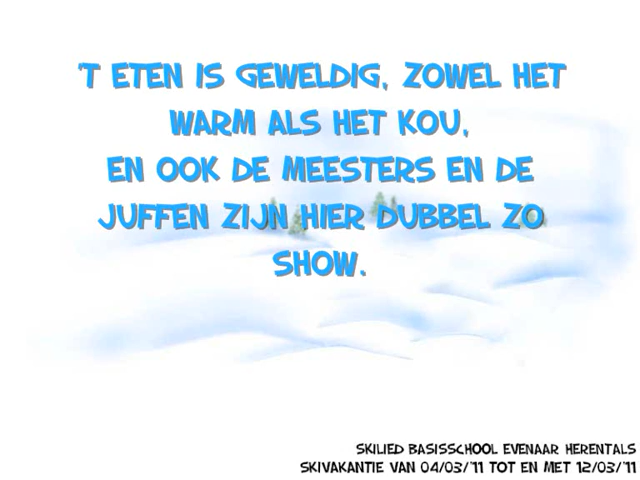 'T ETEN IS GEWELDIG, ZOWEL HET
WARM ALS HET KOU,
EN OOK DE MEESTERS EN DE
JUFFEN ZIJN HIER DUBBEL ZO
SHOW.
SKILIED BASISSCHOOL EVENAAR HERENTALS
SKIVAKANTIE VAN 04/03/'11 TOT EN MET 12/03/'11